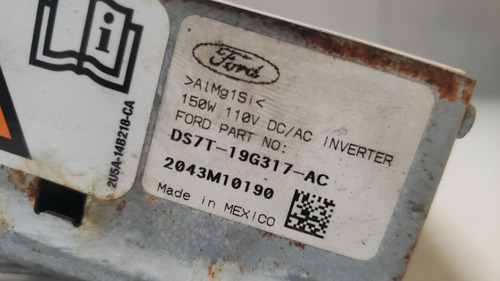 Ford
>AlMg1Si<
150W 110V DC/AC INVERTER
FORD PART NO:
DS7T-19G317-AC
2043M10190
Made in MEXICO
2U5A-14B218-CA